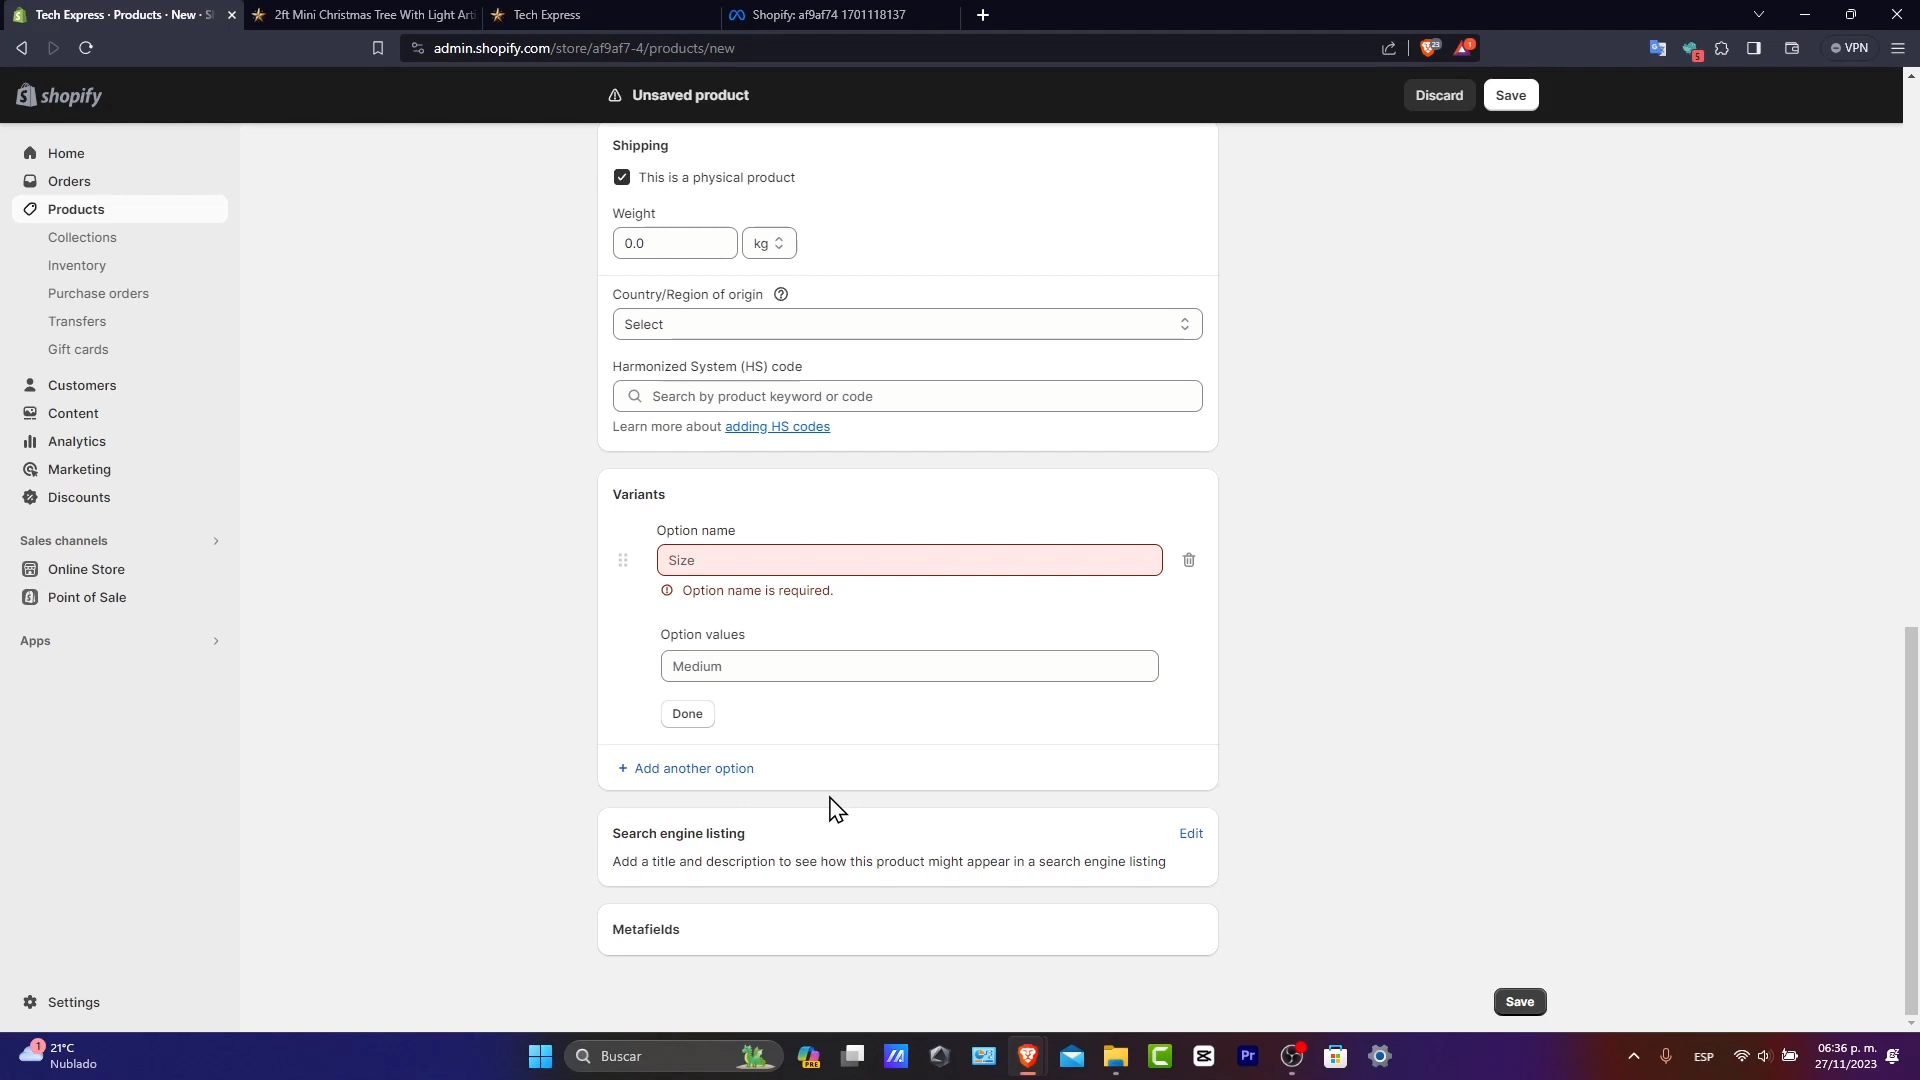 Tech Express · Products · New · S
2ft Mini Christmas Tree With Light Arti
Tech Express
Shopify: af9af74 1701118137
admin.shopify.com/store/af9af7-4/products/new
23
1
VPN
S
shopify
Unsaved product
Discard
Save
Home
Orders
Products
Collections
Inventory
Purchase orders
Transfers
Gift cards
Customers
Content
Analytics
Marketing
Discounts
Sales channels
Online Store
Point of Sale
Apps
Settings
Shipping
This is a physical product
Weight
0.0
kg
Country/Region of origin
Select
Harmonized System (HS) code
Search by product keyword or code
Learn more about adding HS codes
Variants
Option name
Size
Option name is required.
Option values
Medium
Done
+ Add another option
Search engine listing
Edit
Add a title and description to see how this product might appear in a search engine listing
Metafields
Save
1
21°C
Nublado
Buscar
PRE
Pr
ESP
06:36 p. m.
27/11/2023